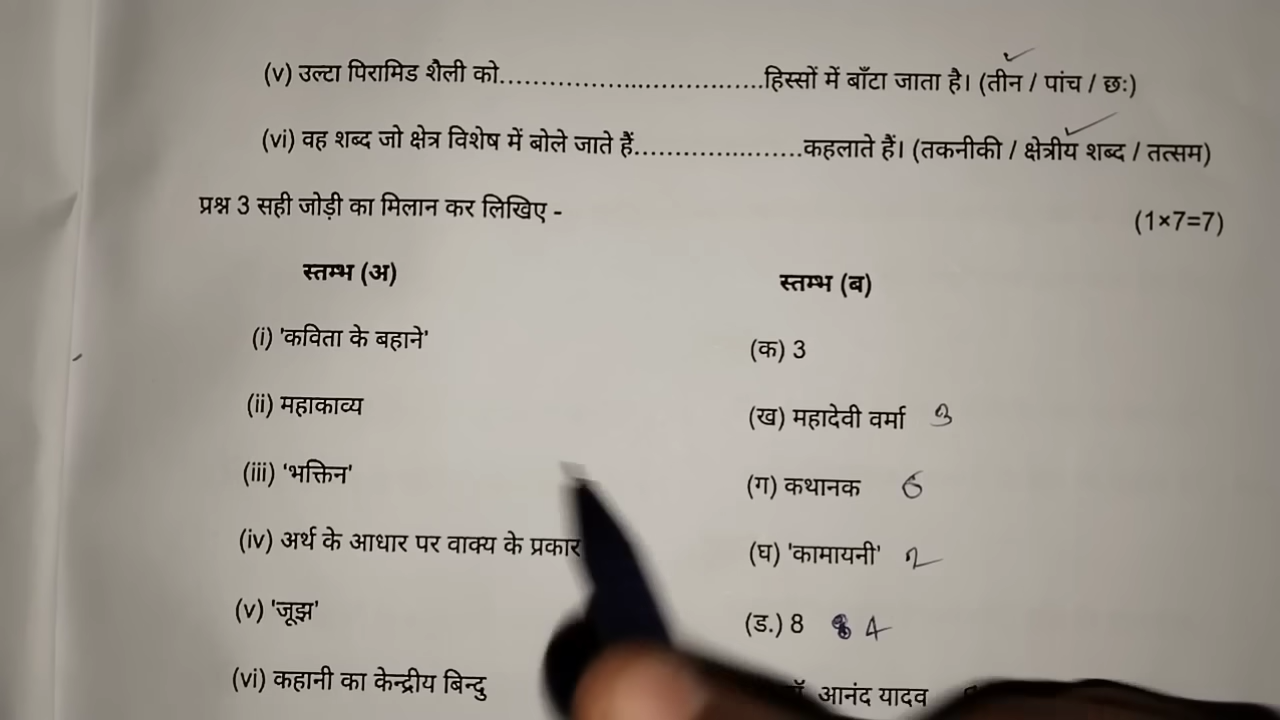 (v) उल्टा पिरामिड शैली को.................................हिस्सों में बाँटा जाता है। (तीन / पांच / छः)
(vi) वह शब्द जो क्षेत्र विशेष में बोले जाते हैं.....................कहलाते हैं। (तकनीकी / क्षेत्रीय शब्द / तत्सम)
प्रश्न 3 सही जोड़ी का मिलान कर लिखिए - (1×7=7)
स्तम्भ (अ) स्तम्भ (ब)
(i) 'कविता के बहाने' (क) 3
(ii) महाकाव्य (ख) महादेवी वर्मा 3
(iii) ‘भक्तिन' (ग) कथानक 6
(iv) अर्थ के आधार पर वाक्य के प्रकार (घ) 'कामायनी' 2
(v) 'जूझ' (ड.) 8 4
(vi) कहानी का केन्द्रीय बिन्दु आनंद यादव